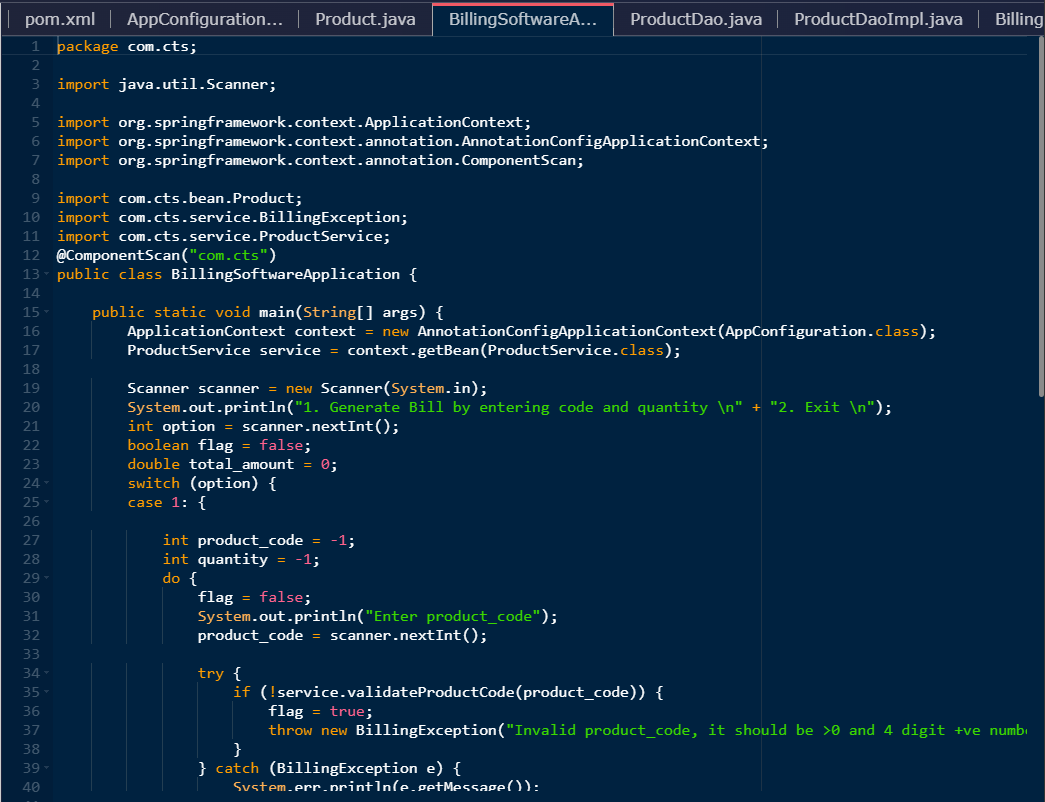 pom.xml | AppConfiguration... | Product.java | BillingSoftwareA... | ProductDao.java | ProductDaoImpl.java | Billing
1 package com.cts;
2
3 import java.util.Scanner;
4
5 import org.springframework.context.ApplicationContext;
6 import org.springframework.context.annotation.AnnotationConfigApplicationContext;
7 import org.springframework.context.annotation.ComponentScan;
8
9 import com.cts.bean.Product;
10 import com.cts.service.BillingException;
11 import com.cts.service.ProductService;
12 @ComponentScan("com.cts")
13 public class BillingSoftwareApplication {
14
15     public static void main(String[] args) {
16         ApplicationContext context = new AnnotationConfigApplicationContext(AppConfiguration.class);
17         ProductService service = context.getBean(ProductService.class);
18
19         Scanner scanner = new Scanner(System.in);
20         System.out.println("1. Generate Bill by entering code and quantity \n" + "2. Exit \n");
21         int option = scanner.nextInt();
22         boolean flag = false;
23         double total_amount = 0;
24         switch (option) {
25         case 1: {
26
27             int product_code = -1;
28             int quantity = -1;
29             do {
30                 flag = false;
31                 System.out.println("Enter product_code");
32                 product_code = scanner.nextInt();
33
34                 try {
35                     if (!service.validateProductCode(product_code)) {
36                         flag = true;
37                         throw new BillingException("Invalid product_code, it should be >0 and 4 digit +ve numbe
38                     }
39                 } catch (BillingException e) {
40                     System.err.println(e.getMessage());